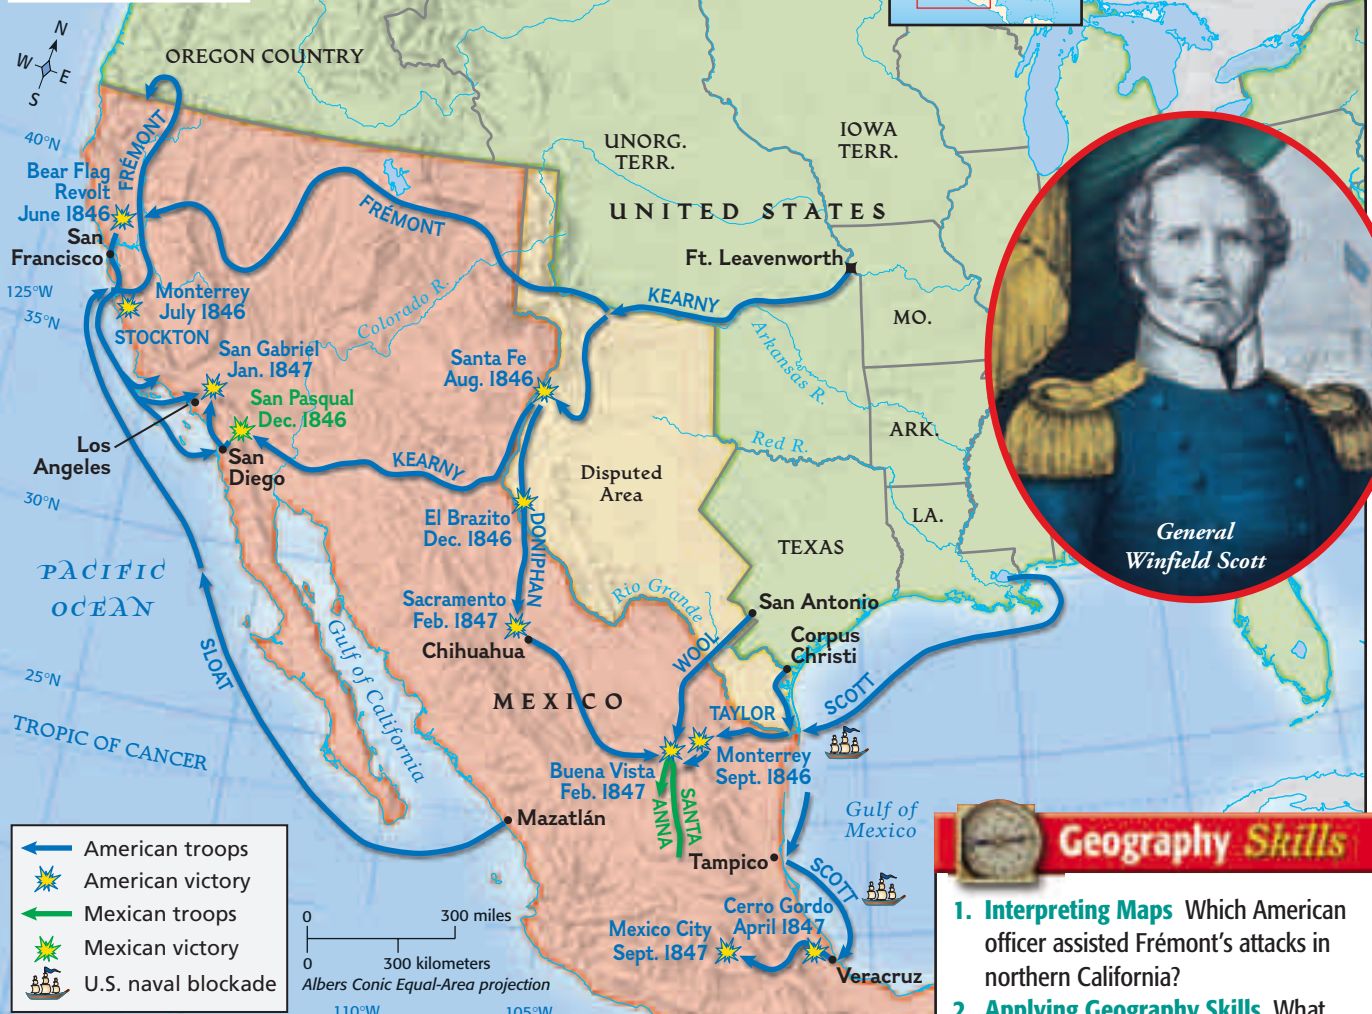 N
W
E
S
OREGON COUNTRY
40°N
FRÉMONT
Bear Flag
Revolt
June 1846
San
Francisco
125°W
35°N
Monterrey
July 1846
STOCKTON
San Gabriel
Jan. 1847
San Pasqual
Dec. 1846
Los
Angeles
San
Diego
30°N
FRÉMONT
Colorado R.
Santa Fe
Aug. 1846
KEARNY
El Brazito
Dec. 1846
DONIPHAN
Sacramento
Feb. 1847
Chihuahua
UNORG.
TERR.
IOWA
TERR.
UNITED STATES
Ft. Leavenworth
KEARNY
MO.
Arkansas R.
ARK.
Red R.
Disputed
Area
LA.
TEXAS
Rio Grande
San Antonio
Corpus
Christi
WOOL
TAYLOR
SCOTT
General
Winfield Scott
PACIFIC
OCEAN
SLOAT
Gulf of California
25°N
TROPIC OF CANCER
MEXICO
Monterrey
Sept. 1846
Buena Vista
Feb. 1847
SANTA
ANNA
Mazatlán
Gulf of
Mexico
Tampico
SCOTT
Cerro Gordo
April 1847
Mexico City
Sept. 1847
Veracruz
American troops
American victory
Mexican troops
Mexican victory
U.S. naval blockade
0 300 miles
0 300 kilometers
Albers Conic Equal-Area projection
110°W
105°W
Geography Skills
1. Interpreting Maps Which American
officer assisted Frémont's attacks in
northern California?
2. Applying Geography Skills What